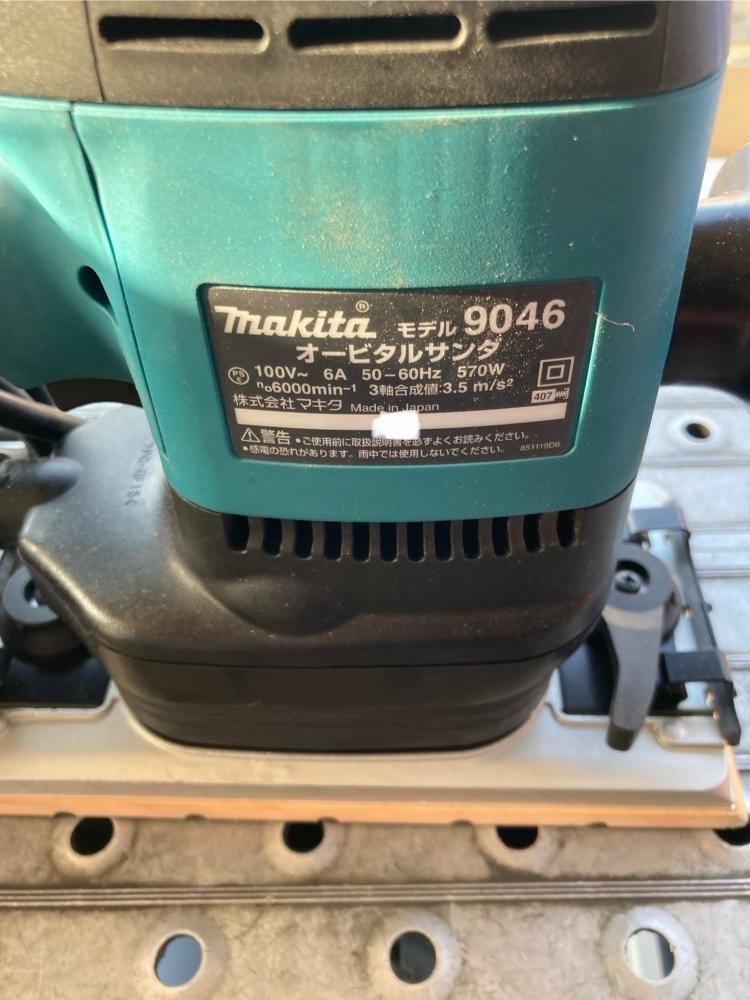 makita® モデル 9046
オービタルサンダ
PS E 100V~ 6A 50-60Hz 570W
n₀6000min⁻¹ 3軸合成値:3.5 m/s²
株式会社マキタ Made in Japan
407
⚠警告 •ご使用前に取扱説明書を必ずよくお読みください。
•感電の恐れがあります。雨中では使用しないでください。 851119D6